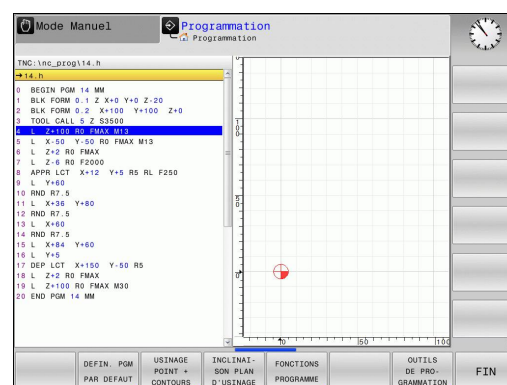 Mode Manuel
Programmation
Programmation
TNC:\nc_prog\14.h
→14.h
0 BEGIN PGM 14 MM
1 BLK FORM 0.1 Z X+0 Y+0 Z-20
2 BLK FORM 0.2 X+100 Y+100 Z+0
3 TOOL CALL 5 Z S3500
4 L Z+100 R0 FMAX M13
5 L X-50 Y-50 R0 FMAX M13
6 L Z+2 R0 FMAX
7 L Z-6 R0 F2000
8 APPR LCT X+12 Y+5 R5 RL F250
9 L Y+60
10 RND R7.5
11 L X+36 Y+80
12 RND R7.5
13 L X+60
14 RND R7.5
15 L X+84 Y+60
16 L Y+5
17 DEP LCT X+150 Y-50 R5
18 L Z+2 R0 FMAX
19 L Z+100 R0 FMAX M30
20 END PGM 14 MM
100
50
0
0
50
100
DEFIN. PGM
PAR DEFAUT
USINAGE
POINT +
CONTOURS
INCLINAI-
SON PLAN
D'USINAGE
FONCTIONS
PROGRAMME
OUTILS
DE PRO-
GRAMMATION
FIN